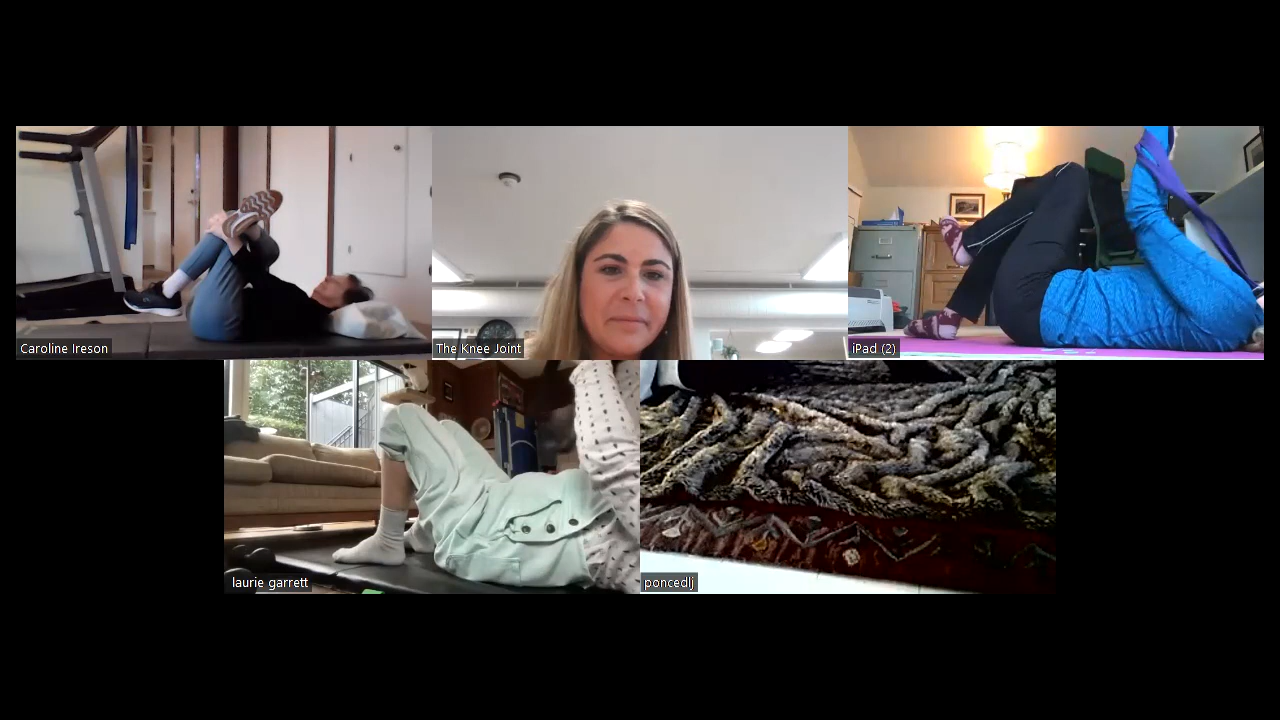 Caroline Ireson
The Knee Joint
iPad (2)
laurie garrett
poncedlj